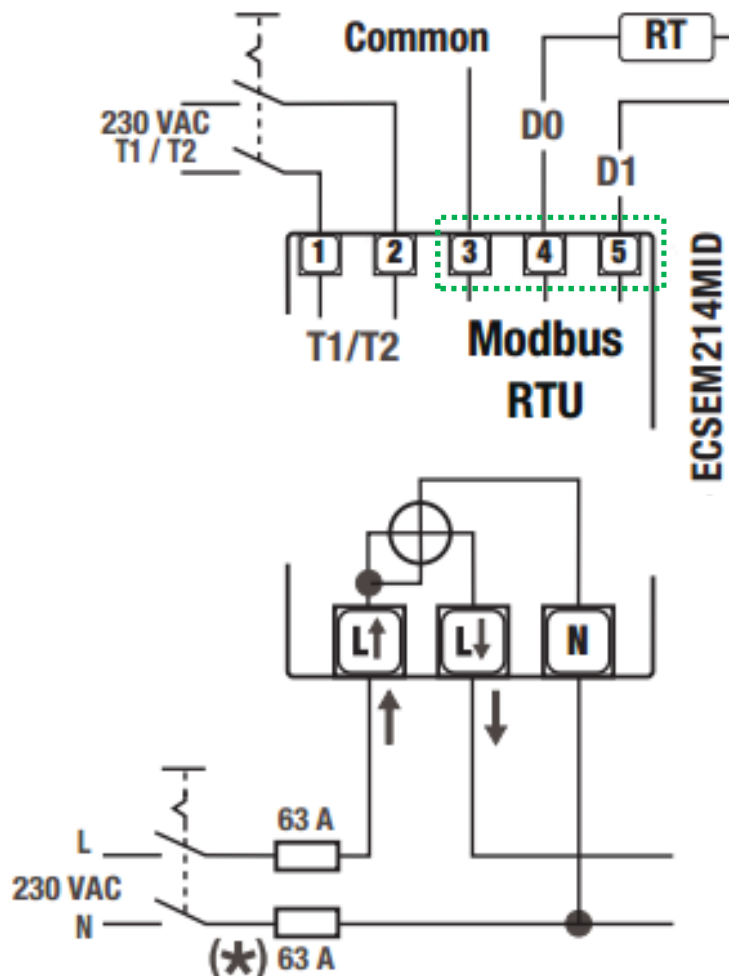 Common
RT
230 VAC
T1 / T2
D0
D1
1 2 3 4 5
T1/T2
Modbus
RTU
ECSEM214MID
L↑ L↓ N
63 A
L
230 VAC
N
(*) 63 A